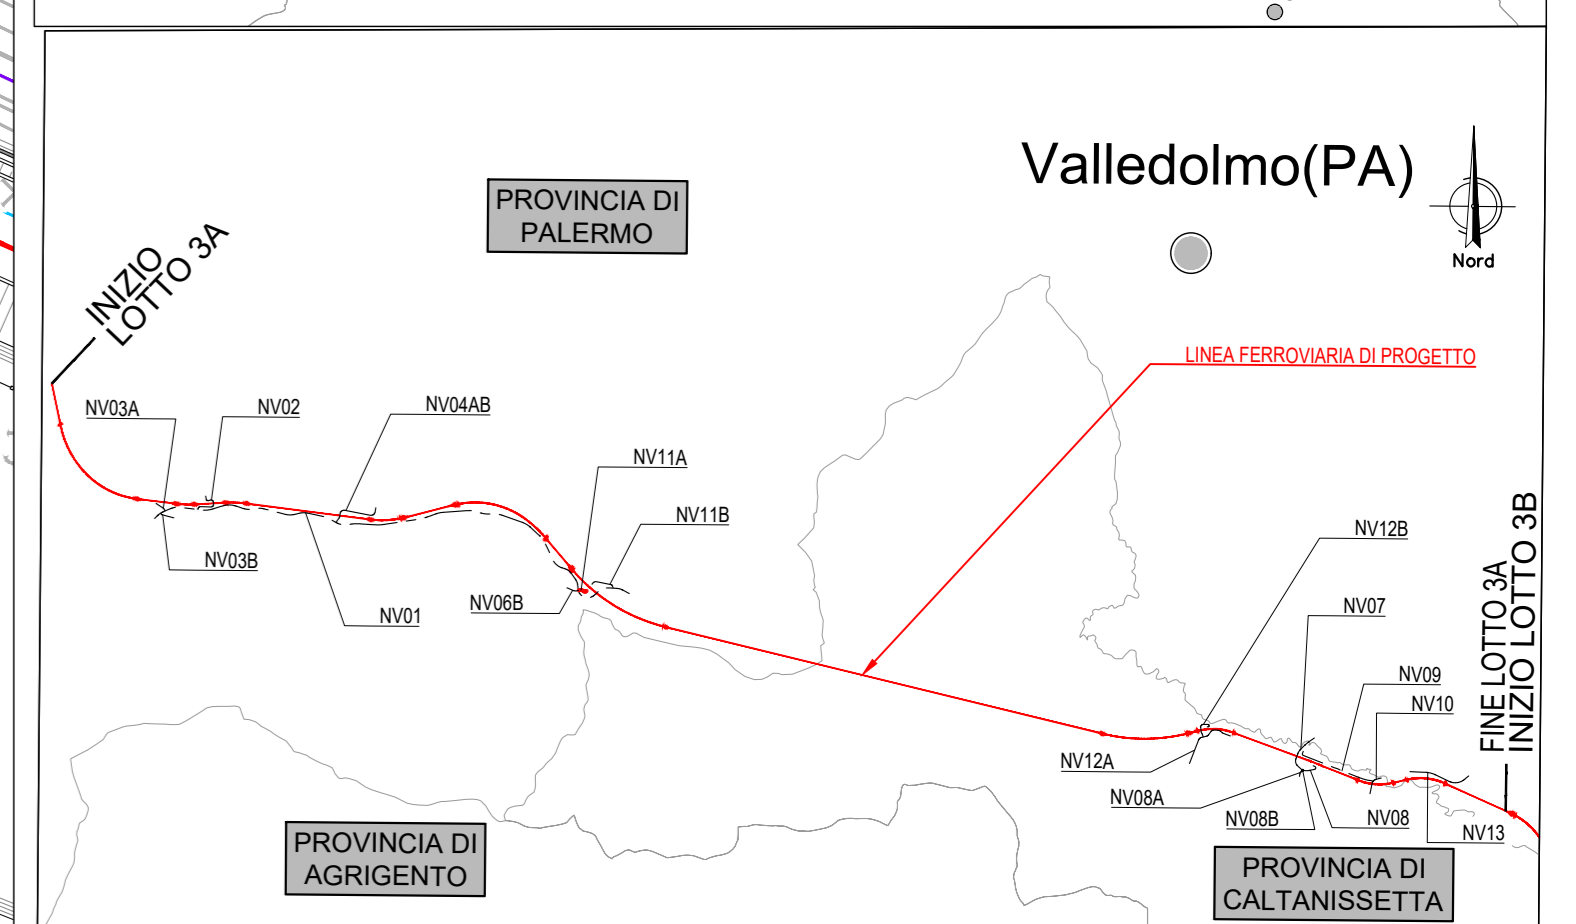 Valledolmo(PA)
PROVINCIA DI
PALERMO
Nord
INIZIO
LOTTO 3A
LINEA FERROVIARIA DI PROGETTO
NV03A
NV02
NV04AB
NV11A
NV11B
NV03B
NV01
NV06B
NV12B
NV07
NV09
NV10
FINE LOTTO 3A
INIZIO LOTTO 3B
NV12A
NV08A
NV08B
NV08
NV13
PROVINCIA DI
AGRIGENTO
PROVINCIA DI
CALTANISSETTA